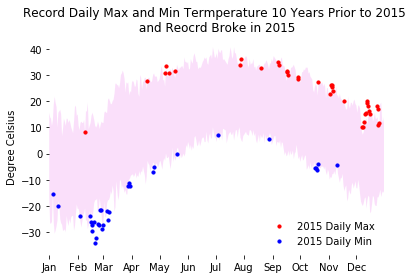 Record Daily Max and Min Termperature 10 Years Prior to 2015
and Reocrd Broke in 2015
40
30
20
10
0
−10
−20
−30
Degree Celsius
Jan Feb Mar Apr May Jun Jul Aug Sep Oct Nov Dec
2015 Daily Max
2015 Daily Min